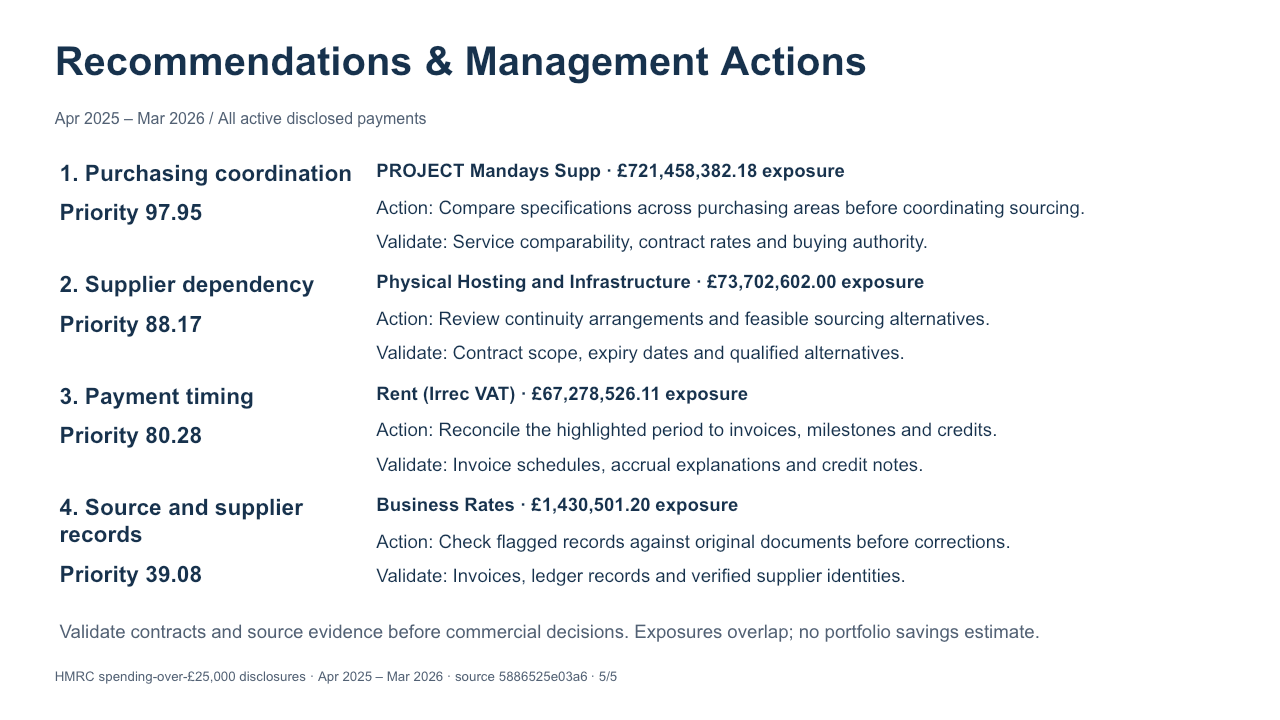 Recommendations & Management Actions
Apr 2025 – Mar 2026 / All active disclosed payments
1. Purchasing coordination
Priority 97.95
PROJECT Mandays Supp · £721,458,382.18 exposure
Action: Compare specifications across purchasing areas before coordinating sourcing.
Validate: Service comparability, contract rates and buying authority.
2. Supplier dependency
Priority 88.17
Physical Hosting and Infrastructure · £73,702,602.00 exposure
Action: Review continuity arrangements and feasible sourcing alternatives.
Validate: Contract scope, expiry dates and qualified alternatives.
3. Payment timing
Priority 80.28
Rent (Irrec VAT) · £67,278,526.11 exposure
Action: Reconcile the highlighted period to invoices, milestones and credits.
Validate: Invoice schedules, accrual explanations and credit notes.
4. Source and supplier
records
Priority 39.08
Business Rates · £1,430,501.20 exposure
Action: Check flagged records against original documents before corrections.
Validate: Invoices, ledger records and verified supplier identities.
Validate contracts and source evidence before commercial decisions. Exposures overlap; no portfolio savings estimate.
HMRC spending-over-£25,000 disclosures · Apr 2025 – Mar 2026 · source 5886525e03a6 · 5/5